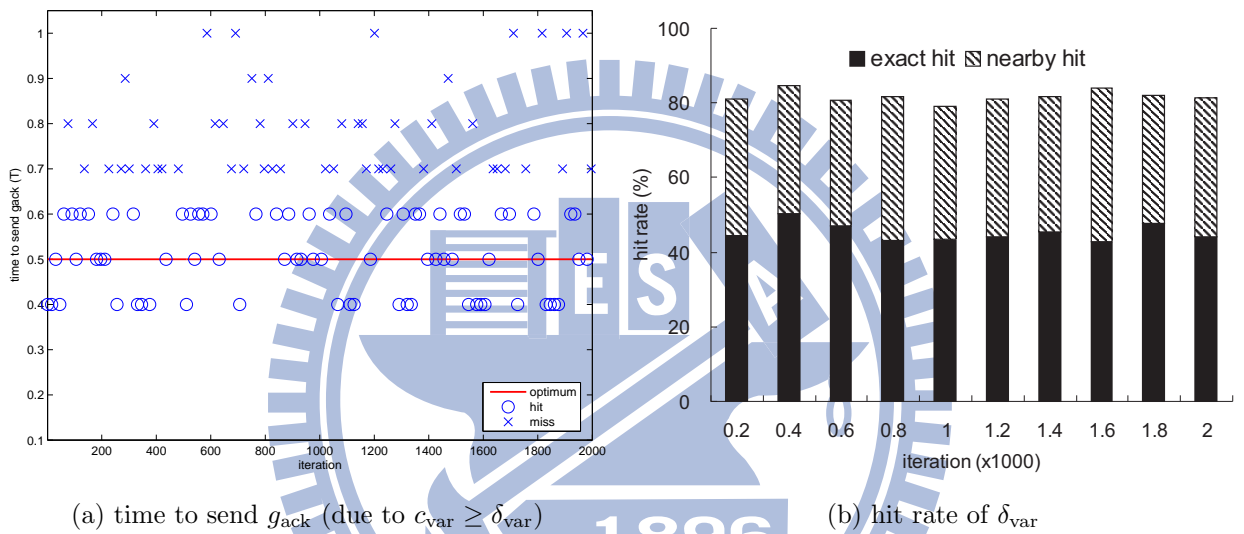 1
0.9
0.8
0.7
0.6
0.5
0.4
0.3
0.2
0.1
time to send gack (T)
200 400 600 800 1000 1200 1400 1600 1800 2000
iteration
optimum
hit
miss
(a) time to send g_ack (due to c_var ≥ δ_var)
100
80
60
40
20
0
hit rate (%)
exact hit nearby hit
0.2 0.4 0.6 0.8 1 1.2 1.4 1.6 1.8 2
iteration (x1000)
(b) hit rate of δ_var
ESA
1896